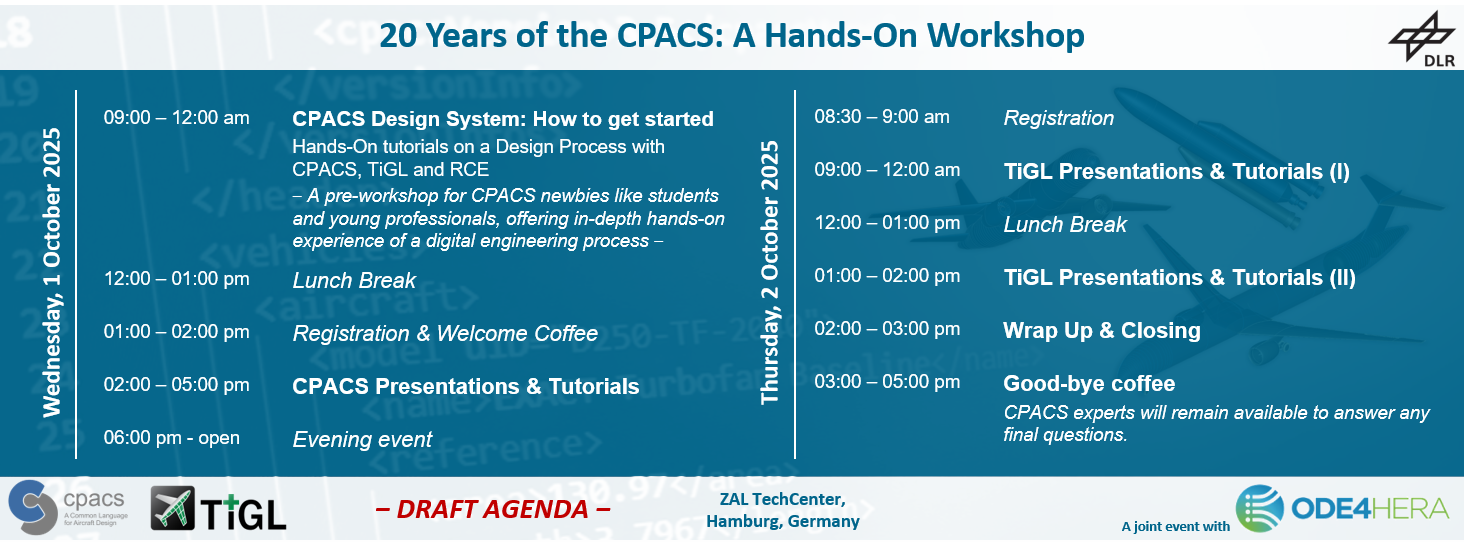 20 Years of the CPACS: A Hands-On Workshop
DLR
Wednesday, 1 October 2025
09:00 – 12:00 am
CPACS Design System: How to get started
Hands-On tutorials on a Design Process with
CPACS, TiGL and RCE
– A pre-workshop for CPACS newbies like students
and young professionals, offering in-depth hands-on
experience of a digital engineering process –
12:00 – 01:00 pm
Lunch Break
01:00 – 02:00 pm
Registration & Welcome Coffee
02:00 – 05:00 pm
CPACS Presentations & Tutorials
06:00 pm - open
Evening event
Thursday, 2 October 2025
08:30 – 9:00 am
Registration
09:00 – 12:00 am
TiGL Presentations & Tutorials (I)
12:00 – 01:00 pm
Lunch Break
01:00 – 02:00 pm
TiGL Presentations & Tutorials (II)
02:00 – 03:00 pm
Wrap Up & Closing
03:00 – 05:00 pm
Good-bye coffee
CPACS experts will remain available to answer any
final questions.
cpacs
A Common Language
for Aircraft Design
TiGL
– DRAFT AGENDA –
ZAL TechCenter,
Hamburg, Germany
A joint event with
ODE4HERA